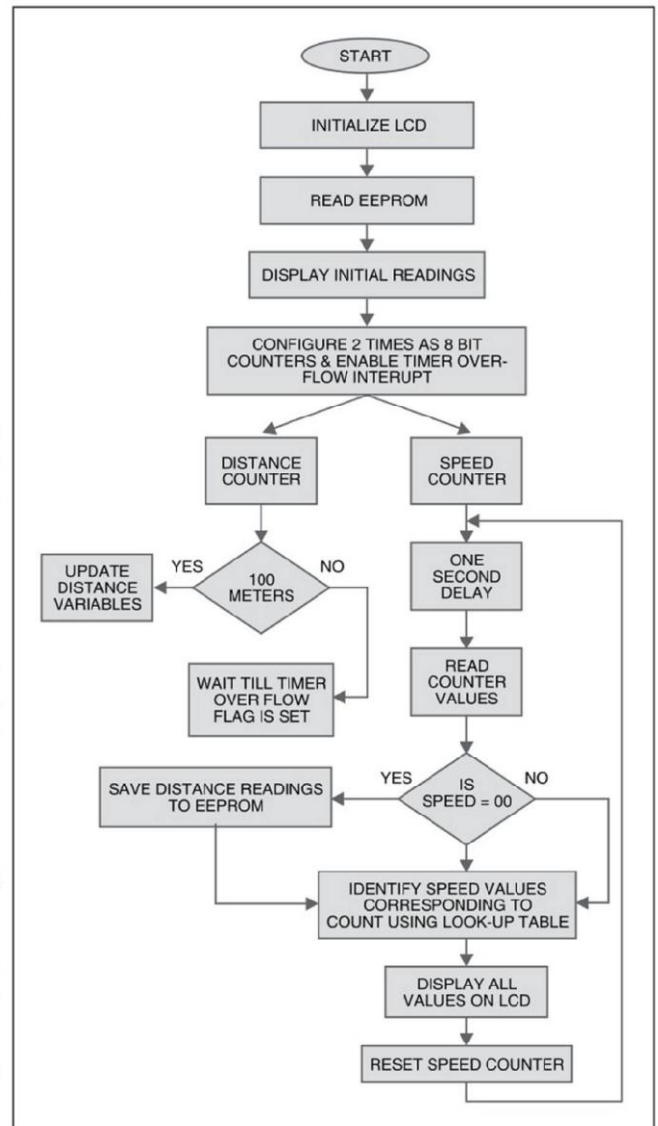 START
INITIALIZE LCD
READ EEPROM
DISPLAY INITIAL READINGS
CONFIGURE 2 TIMES AS 8 BIT
COUNTERS & ENABLE TIMER OVER-
FLOW INTERUPT
DISTANCE
COUNTER
SPEED
COUNTER
100
METERS
YES
NO
UPDATE
DISTANCE
VARIABLES
WAIT TILL TIMER
OVER FLOW
FLAG IS SET
ONE
SECOND
DELAY
READ
COUNTER
VALUES
IS
SPEED = 00
YES
NO
SAVE DISTANCE READINGS
TO EEPROM
IDENTIFY SPEED VALUES
CORRESPONDING TO
COUNT USING LOOK-UP TABLE
DISPLAY ALL
VALUES ON LCD
RESET SPEED COUNTER